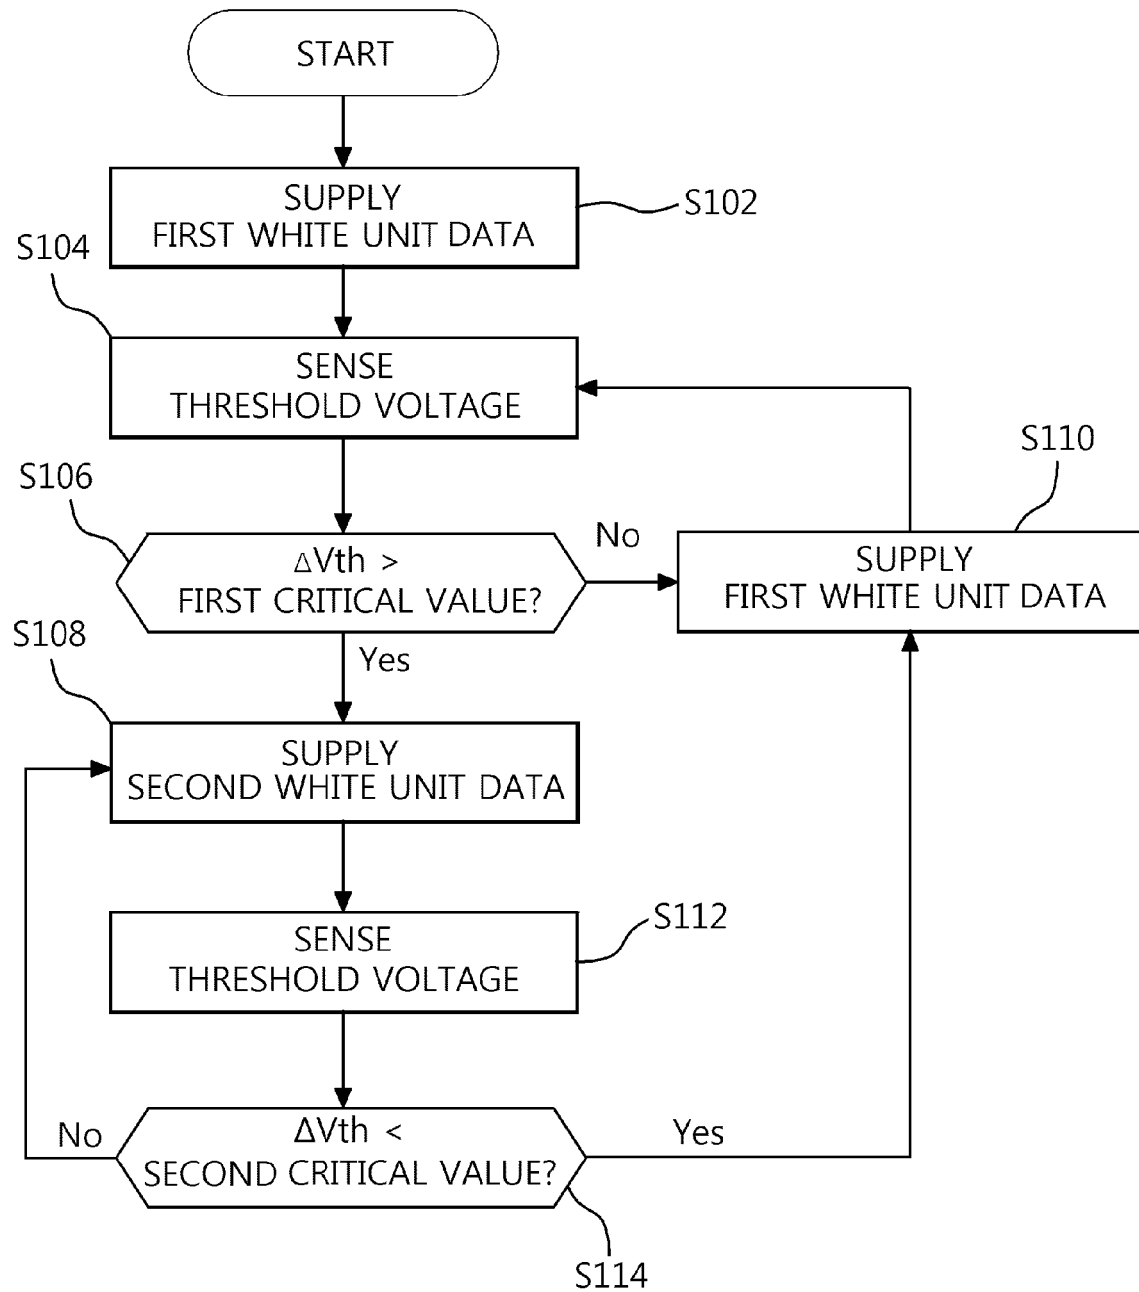 START
SUPPLY
FIRST WHITE UNIT DATA
S102
S104
SENSE
THRESHOLD VOLTAGE
S106
ΔVth >
FIRST CRITICAL VALUE?
No
S110
SUPPLY
FIRST WHITE UNIT DATA
Yes
S108
SUPPLY
SECOND WHITE UNIT DATA
S112
SENSE
THRESHOLD VOLTAGE
No
ΔVth <
SECOND CRITICAL VALUE?
Yes
S114